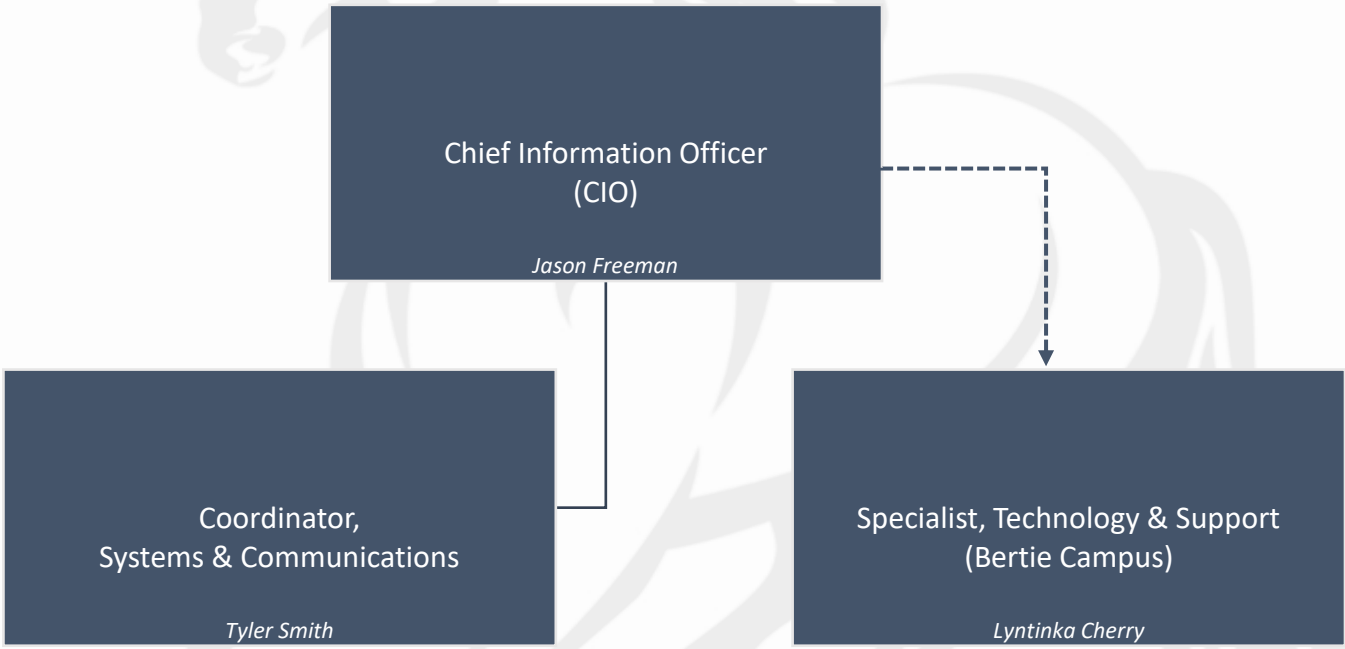 Chief Information Officer
(CIO)
Jason Freeman
Coordinator,
Systems & Communications
Tyler Smith
Specialist, Technology & Support
(Bertie Campus)
Lyntinka Cherry